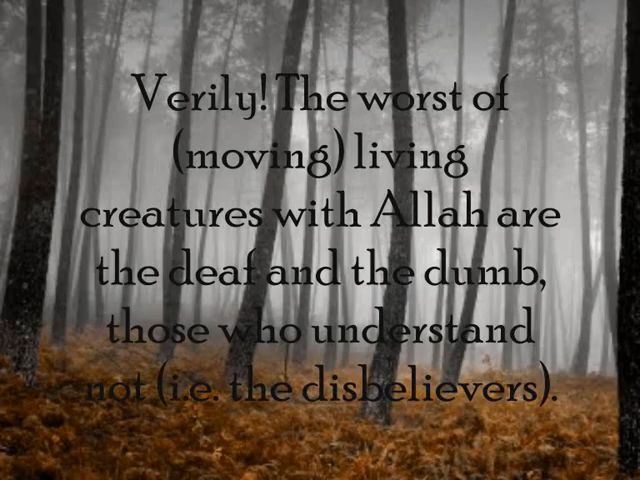 Verily! The worst of
(moving) living
creatures with Allah are
the deaf and the dumb,
those who understand
not (i.e. the disbelievers).